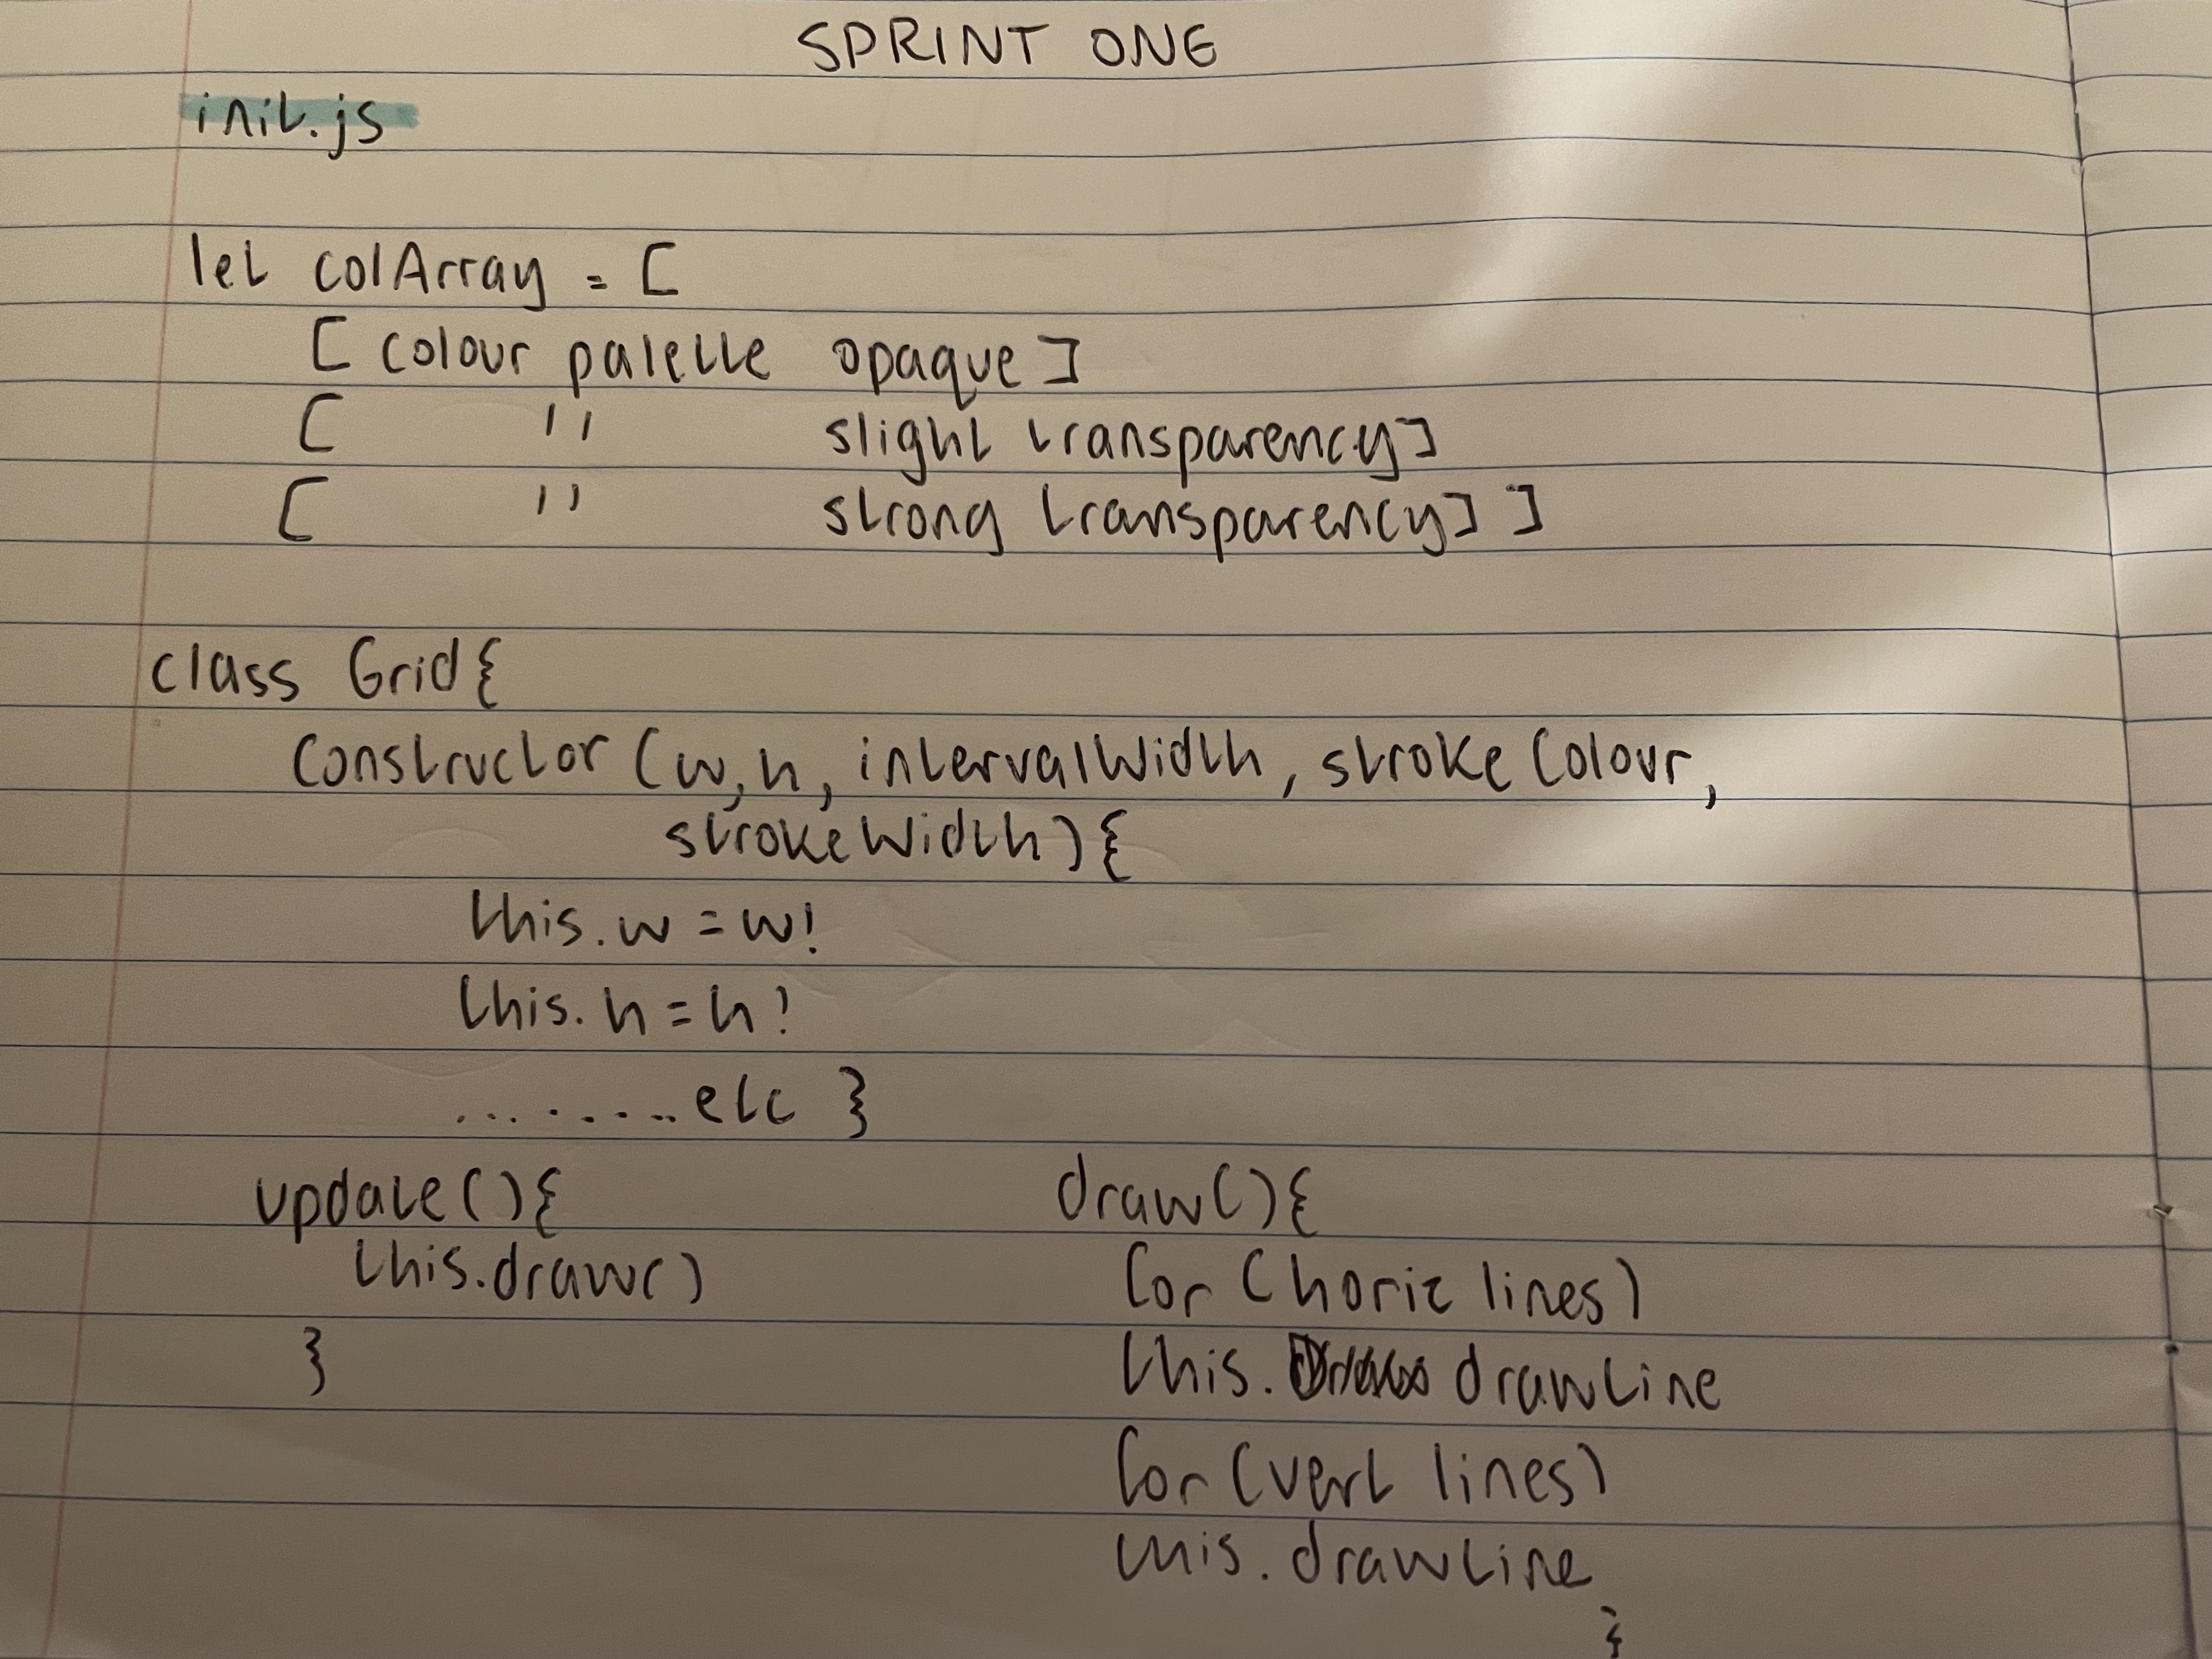 SPRINT ONE
init.js
let colArray = [
[ colour palette opaque ]
[ " slight transparency]
[ " strong transparency] ]
class Grid{
constructor (w, h, intervalWidth, strokeColour,
strokeWidth) {
this.w = w!
this.h = h!
.........etc }
update(){
this.draw()
}
draw(){
for (horiz lines)
this. drawLine
for (vert lines)
this. drawLine
}